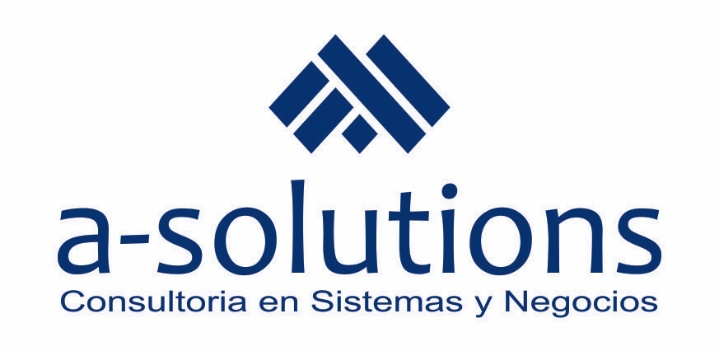 a-solutions
Consultoria en Sistemas y Negocios